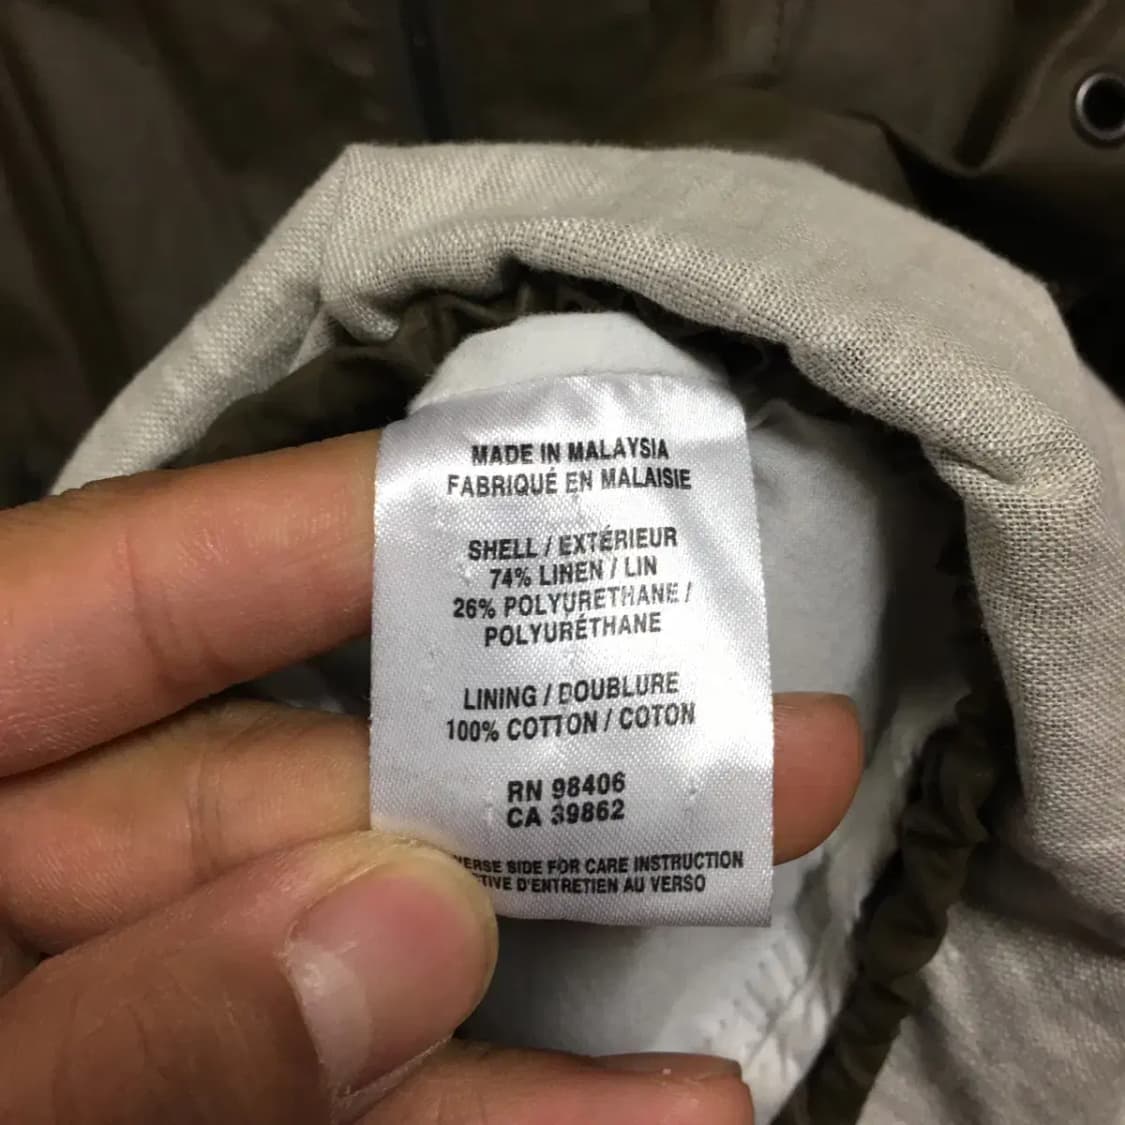 MADE IN MALAYSIA
FABRIQUÉ EN MALAISIE
SHELL / EXTÉRIEUR
74% LINEN / LIN
26% POLYURETHANE /
POLYURÉTHANE
LINING / DOUBLURE
100% COTTON / COTON
RN 98406
CA 39862
SIDE FOR CARE INSTRUCTION
D'ENTRETIEN AU VERSO